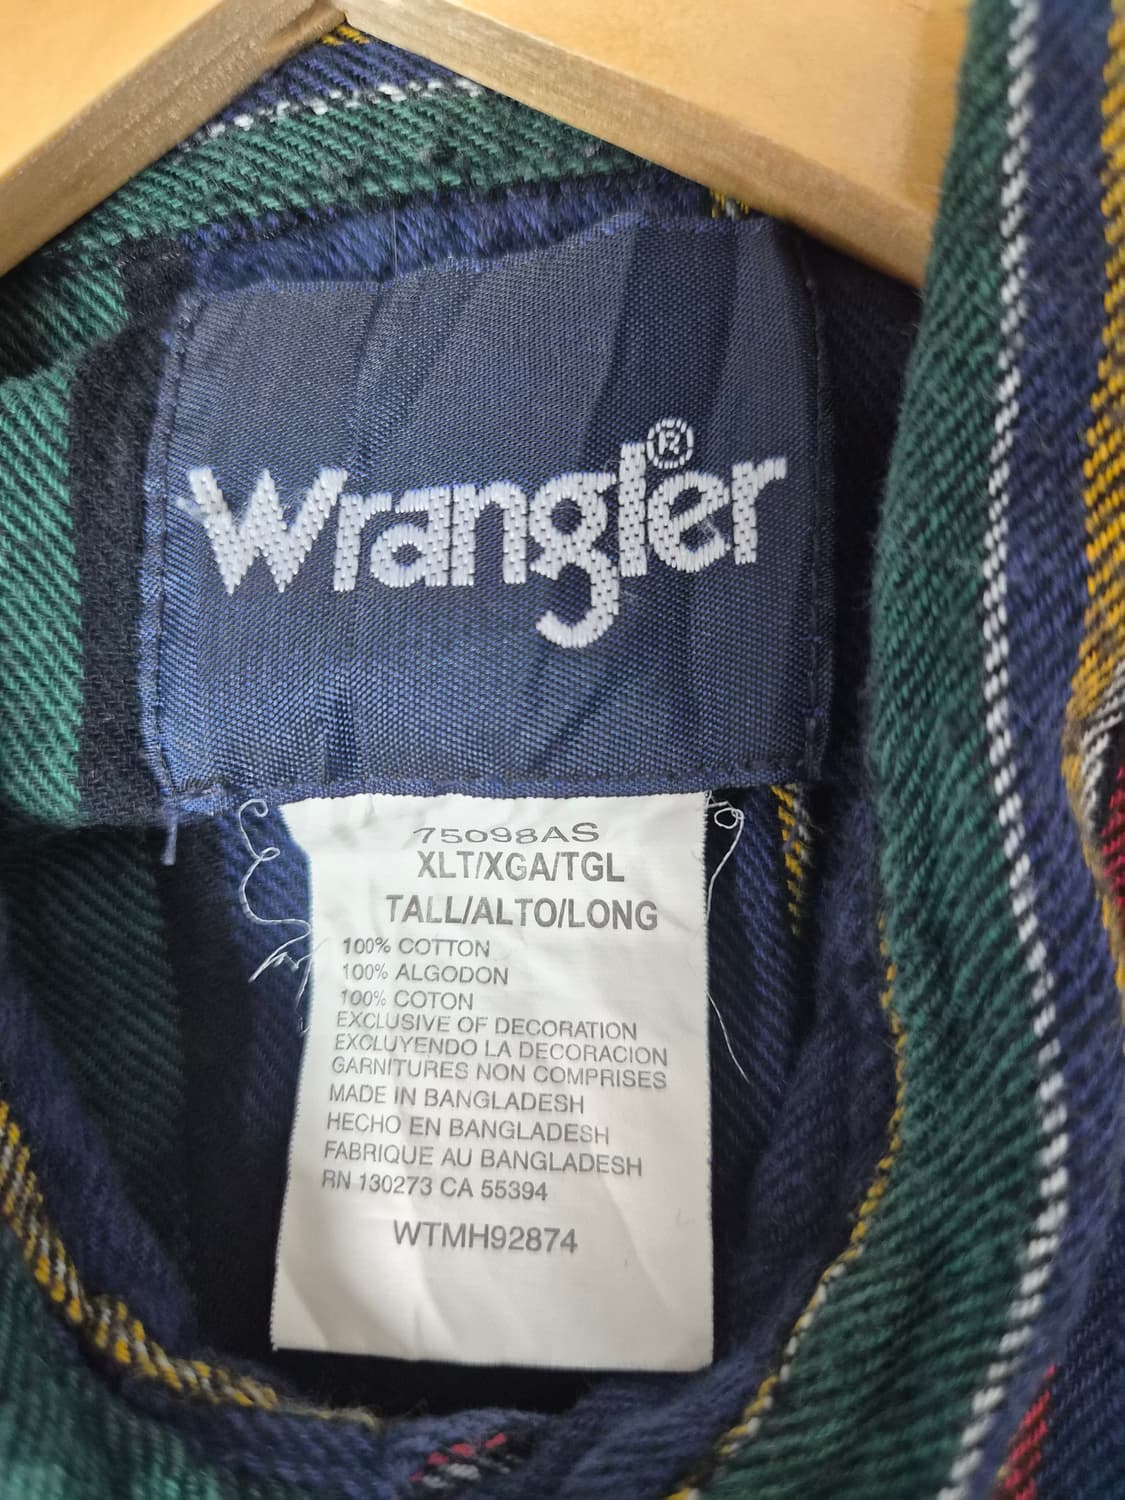 Wrangler®
75098AS
XLT/XGA/TGL
TALL/ALTO/LONG
100% COTTON
100% ALGODON
100% COTON
EXCLUSIVE OF DECORATION
EXCLUYENDO LA DECORACION
GARNITURES NON COMPRISES
MADE IN BANGLADESH
HECHO EN BANGLADESH
FABRIQUE AU BANGLADESH
RN 130273 CA 55394
WTMH92874